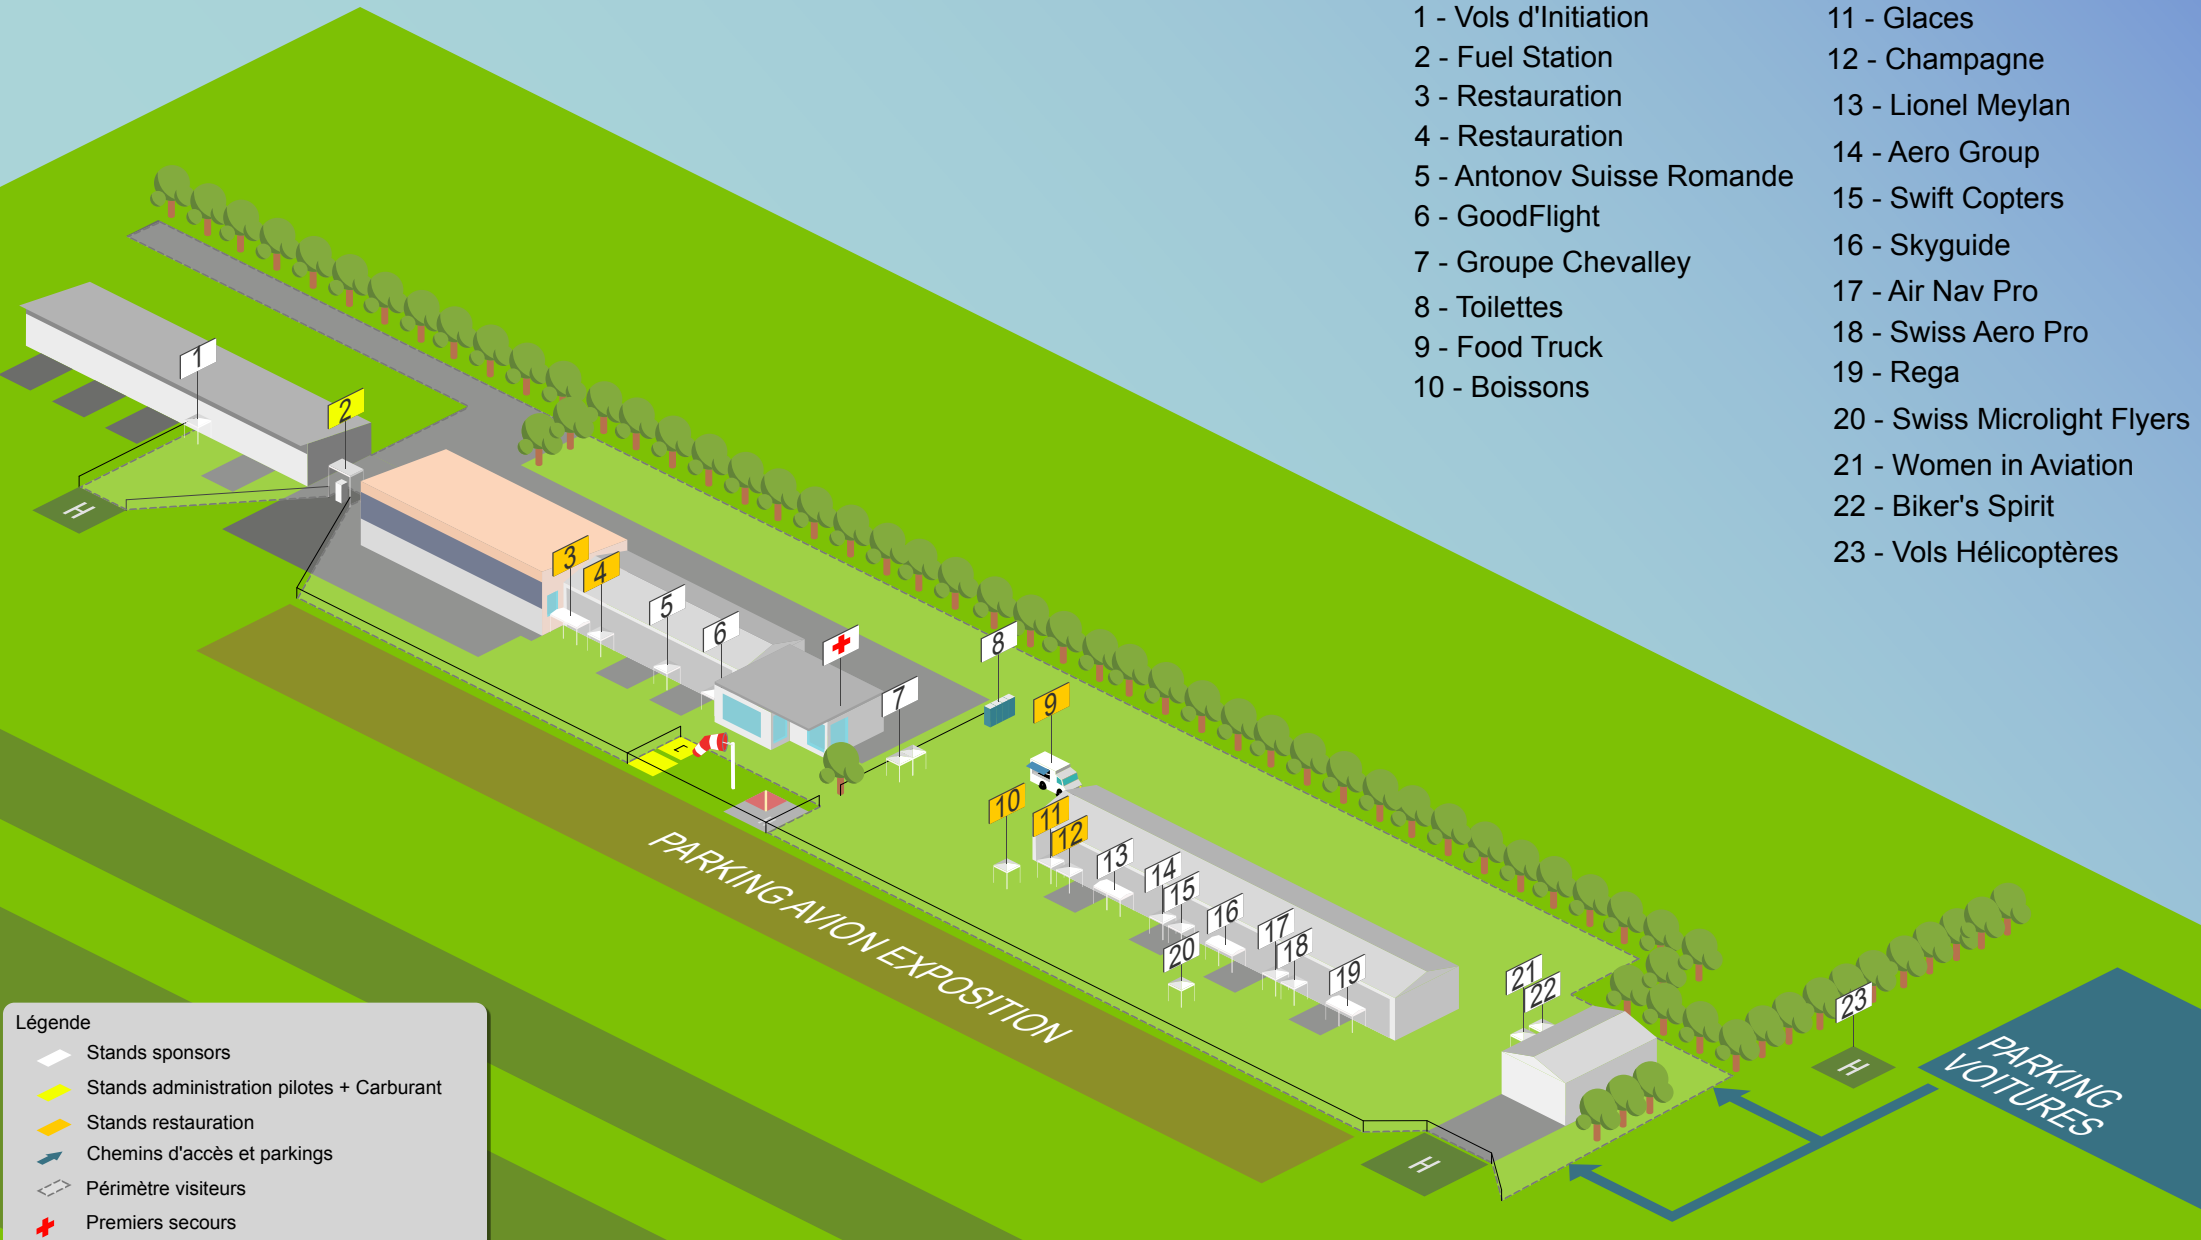 1 - Vols d'Initiation
2 - Fuel Station
3 - Restauration
4 - Restauration
5 - Antonov Suisse Romande
6 - GoodFlight
7 - Groupe Chevalley
8 - Toilettes
9 - Food Truck
10 - Boissons
11 - Glaces
12 - Champagne
13 - Lionel Meylan
14 - Aero Group
15 - Swift Copters
16 - Skyguide
17 - Air Nav Pro
18 - Swiss Aero Pro
19 - Rega
20 - Swiss Microlight Flyers
21 - Women in Aviation
22 - Biker's Spirit
23 - Vols Hélicoptères
1
2
H
3
4
5
6
7
8
9
C
10
11
12
13
14
15
16
17
18
19
20
21
22
23
H
H
PARKING AVION EXPOSITION
PARKING
VOITURES
Légende
Stands sponsors
Stands administration pilotes + Carburant
Stands restauration
Chemins d'accès et parkings
Périmètre visiteurs
Premiers secours